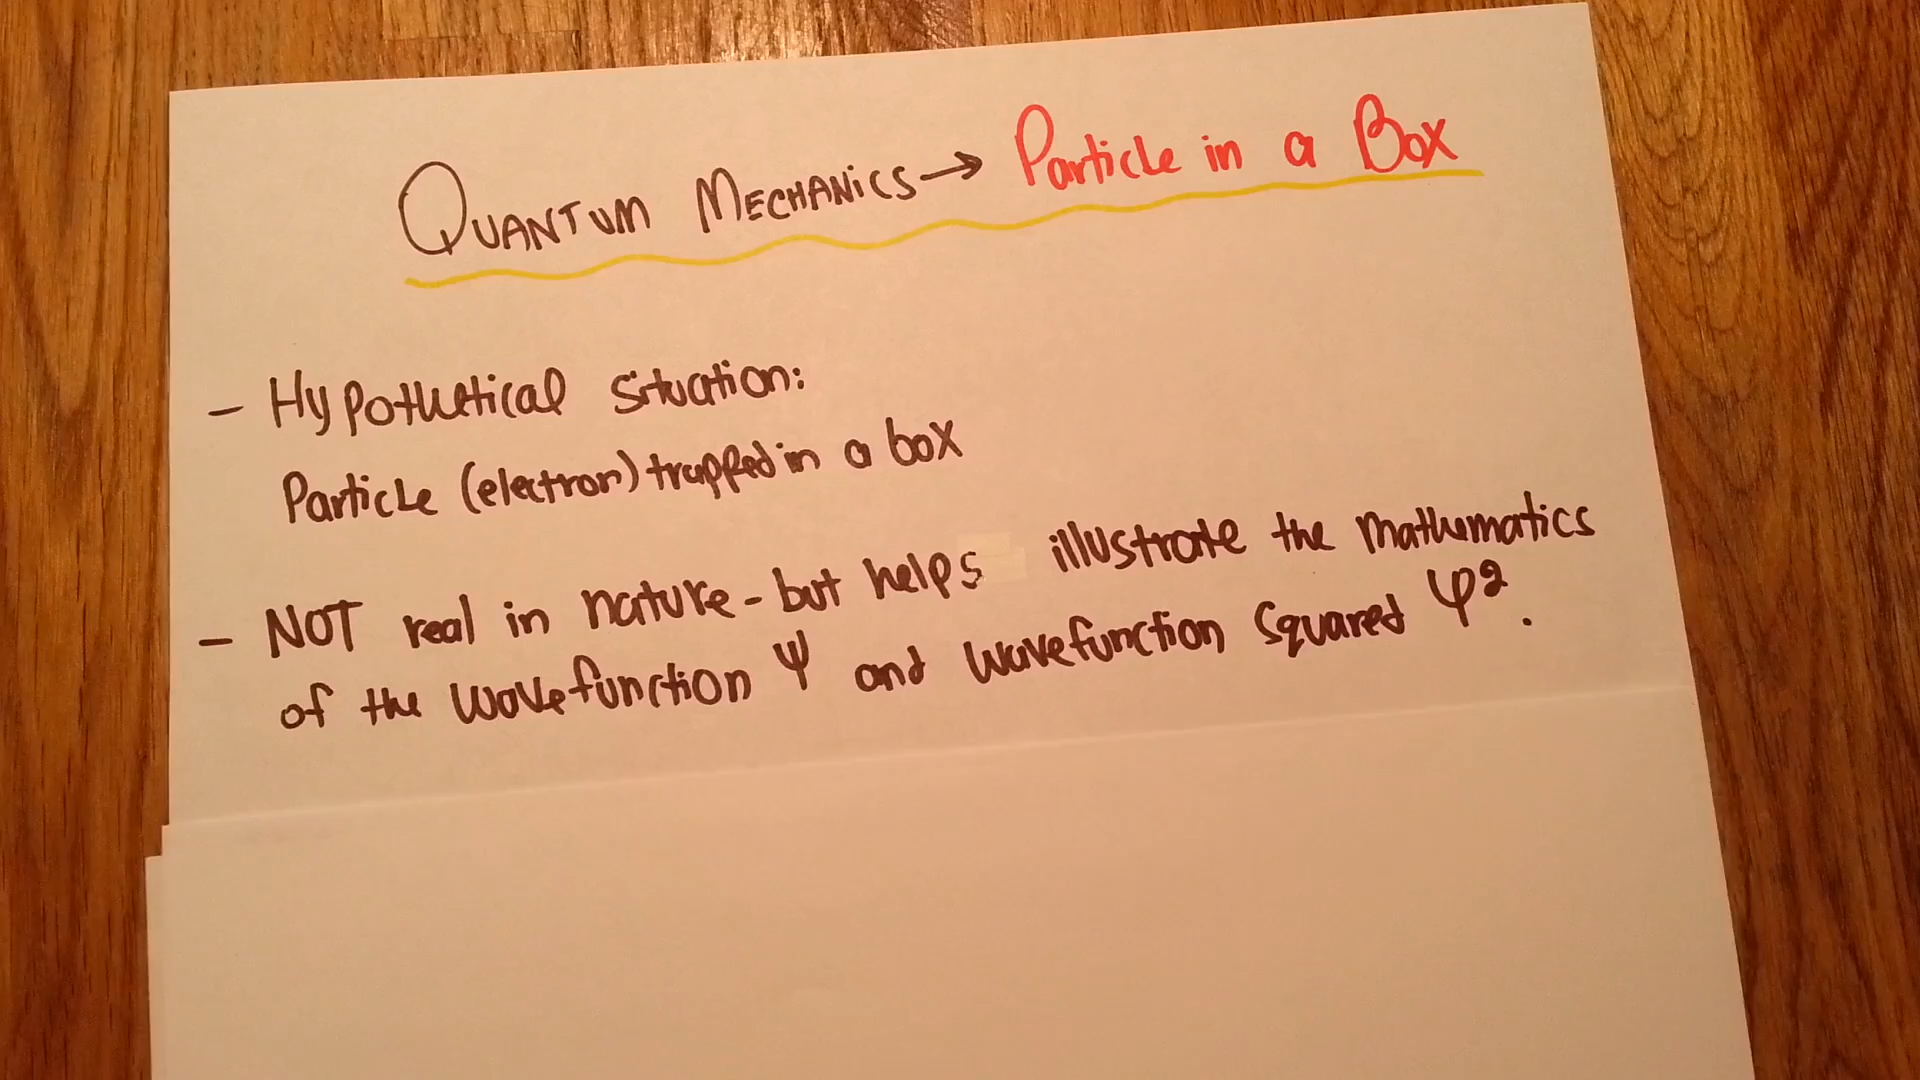 QUANTUM MECHANICS → Particle in a Box
- Hypothetical situation:
Particle (electron) trapped in a box
- NOT real in nature - but helps illustrate the mathematics
of the wavefunction Ψ and wavefunction squared Ψ².